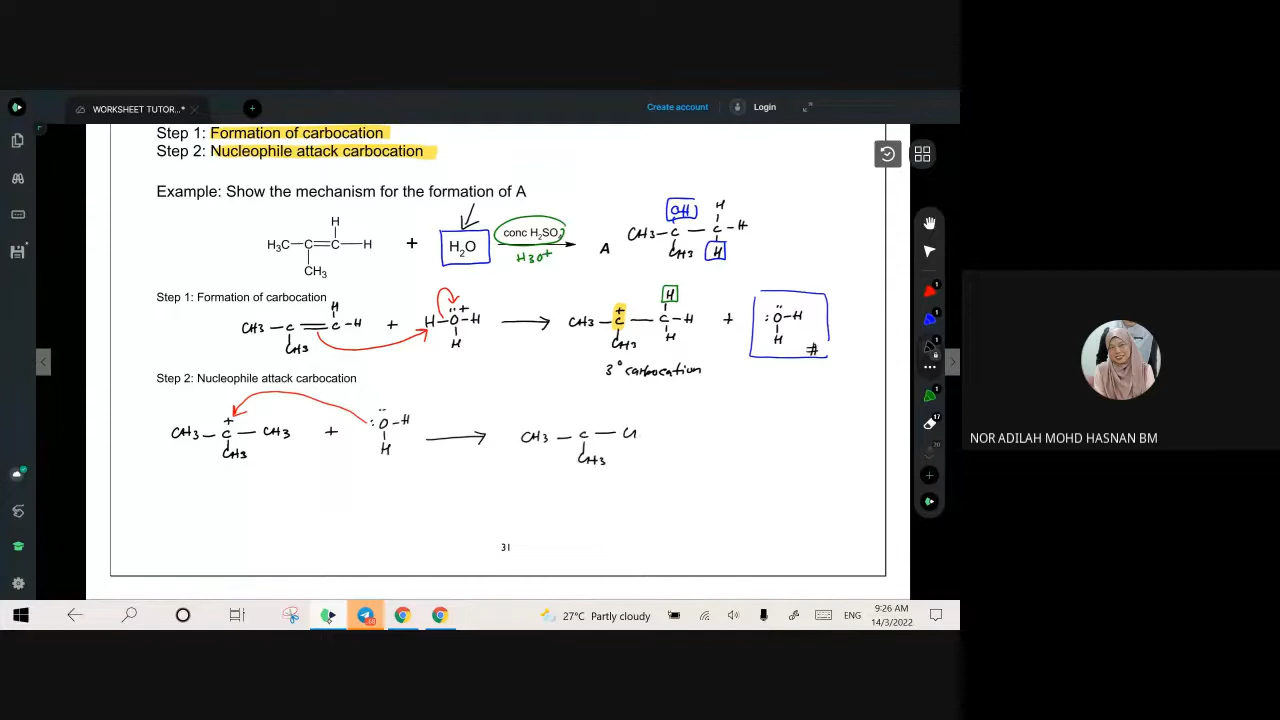 WORKSHEET TUTOR...*
Create account
Login
Step 1: Formation of carbocation
Step 2: Nucleophile attack carbocation
Example: Show the mechanism for the formation of A
H
H₃C C C H
CH₃
+
H₂O
conc H₂SO₄
H3O+
A
OH H
CH3 - C - C - H
CH3 H
Step 1: Formation of carbocation
H
CH3 - C = C - H
CH3
+
H - Ö - H
+
H
H
CH3 - C - C - H
+
CH3 H
+
: Ö - H
H
#
3° carbocation
Step 2: Nucleophile attack carbocation
+
CH3 - C - CH3
CH3
+
: Ö - H
H
CH3 - C -
CH3
31
NOR ADILAH MOHD HASNAN BM
27°C Partly cloudy
ENG
9:26 AM
14/3/2022